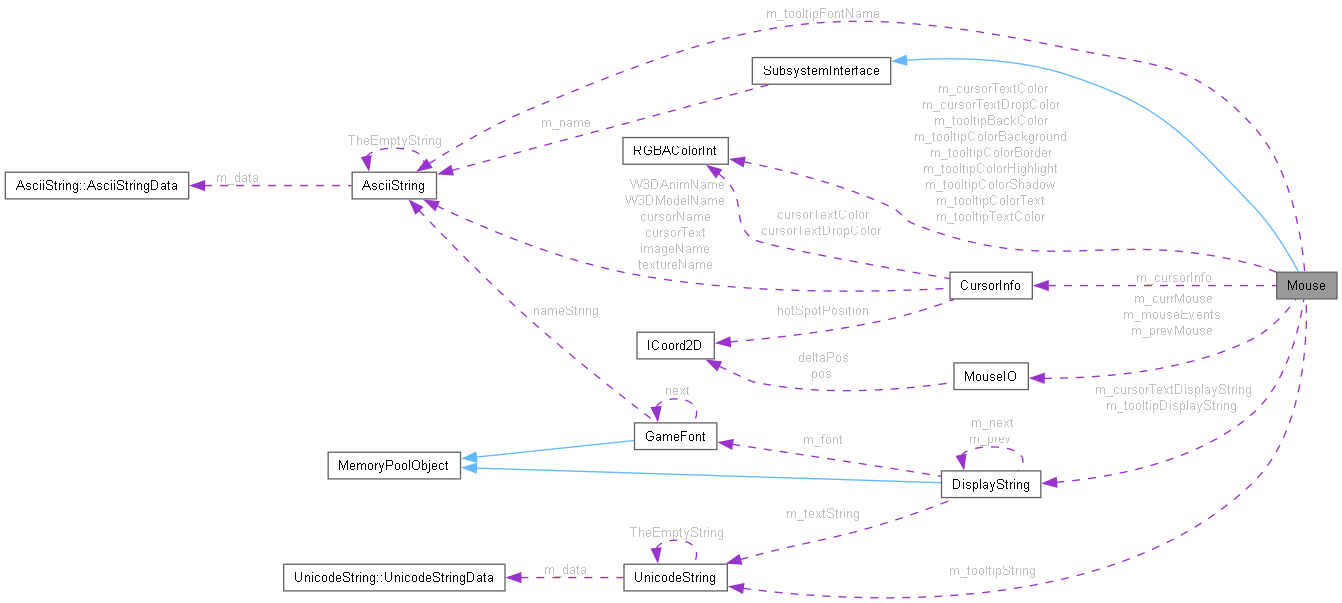 m_tooltipFontName
SubsystemInterface
m_cursorTextColor
m_cursorTextDropColor
m_tooltipBackColor
m_tooltipColorBackground
m_tooltipColorBorder
m_tooltipColorHighlight
m_tooltipColorShadow
m_tooltipColorText
m_tooltipTextColor
m_name
TheEmptyString
RGBAColorInt
AsciiString::AsciiStringData
m_data
AsciiString
W3DAnimName
W3DModelName
cursorName
cursorText
imageName
textureName
cursorTextColor
cursorTextDropColor
CursorInfo
m_cursorInfo
Mouse
m_currMouse
m_mouseEvents
m_prevMouse
nameString
hotSpotPosition
ICoord2D
deltaPos
pos
MouseIO
m_cursorTextDisplayString
m_tooltipDisplayString
next
GameFont
m_font
m_next
m_prev
MemoryPoolObject
DisplayString
m_textString
TheEmptyString
UnicodeString::UnicodeStringData
m_data
UnicodeString
m_tooltipString